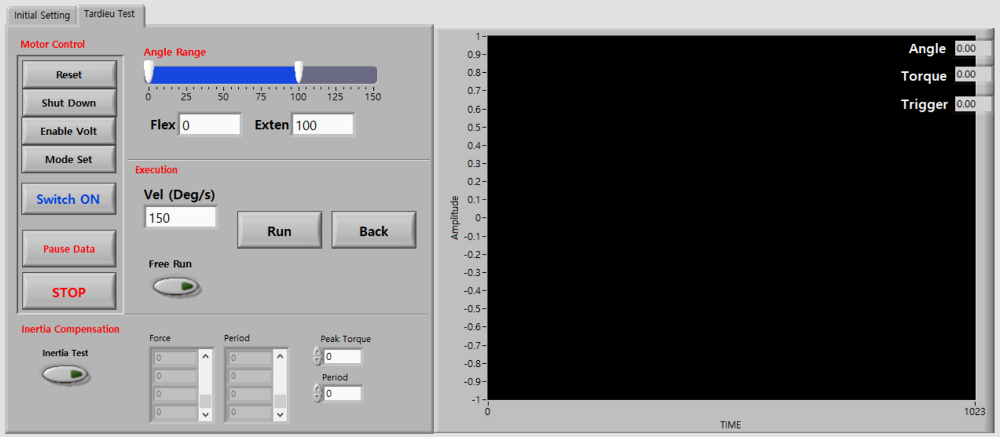 Initial Setting
Tardieu Test
Motor Control
Reset
Shut Down
Enable Volt
Mode Set
Switch ON
Pause Data
STOP
Angle Range
0 25 50 75 100 125 150
Flex 0 Exten 100
Execution
Vel (Deg/s)
150
Run
Back
Free Run
Inertia Compensation
Inertia Test
Force
0
0
0
0
Period
0
0
0
0
Peak Torque
0
Period
0
Amplitude
1
0.9
0.8
0.7
0.6
0.5
0.4
0.3
0.2
0.1
0
-0.1
-0.2
-0.3
-0.4
-0.5
-0.6
-0.7
-0.8
-0.9
-1
0 1023
TIME
Angle 0.00
Torque 0.00
Trigger 0.00